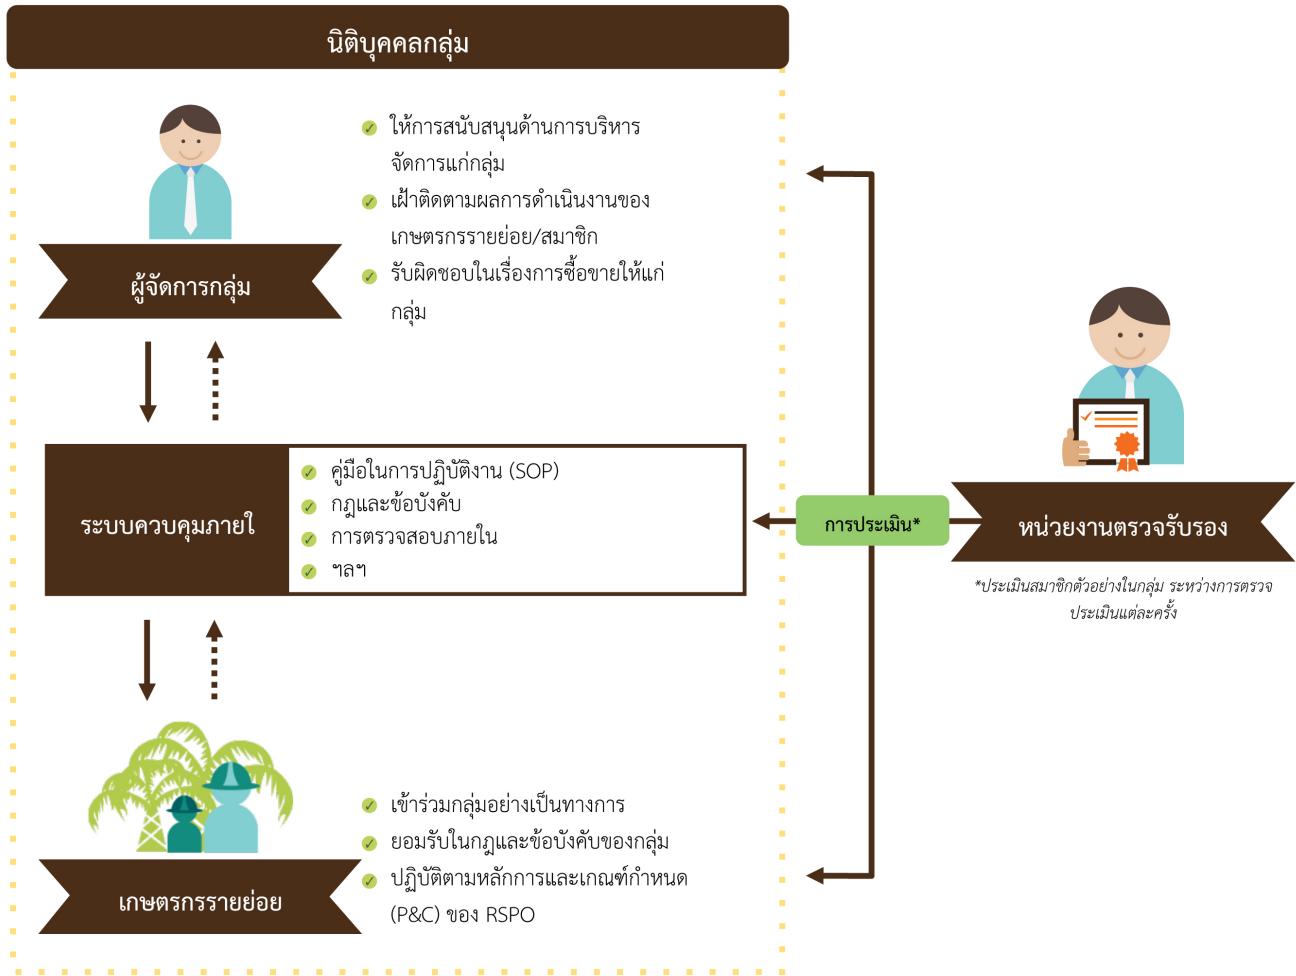 นิติบุคคลกลุ่ม
ให้การสนับสนุนด้านการบริหาร
จัดการแก่กลุ่ม
เฝ้าติดตามผลการดำเนินงานของ
เกษตรกรรายย่อย/สมาชิก
รับผิดชอบในเรื่องการซื้อขายให้แก่
กลุ่ม
ผู้จัดการกลุ่ม
ระบบควบคุมภายใ
คู่มือในการปฏิบัติงาน (SOP)
กฎและข้อบังคับ
การตรวจสอบภายใน
ฯลฯ
การประเมิน*
หน่วยงานตรวจรับรอง
*ประเมินสมาชิกตัวอย่างในกลุ่ม ระหว่างการตรวจ
ประเมินแต่ละครั้ง
เข้าร่วมกลุ่มอย่างเป็นทางการ
ยอมรับในกฎและข้อบังคับของกลุ่ม
ปฏิบัติตามหลักการและเกณฑ์กำหนด
(P&C) ของ RSPO
เกษตรกรรายย่อย